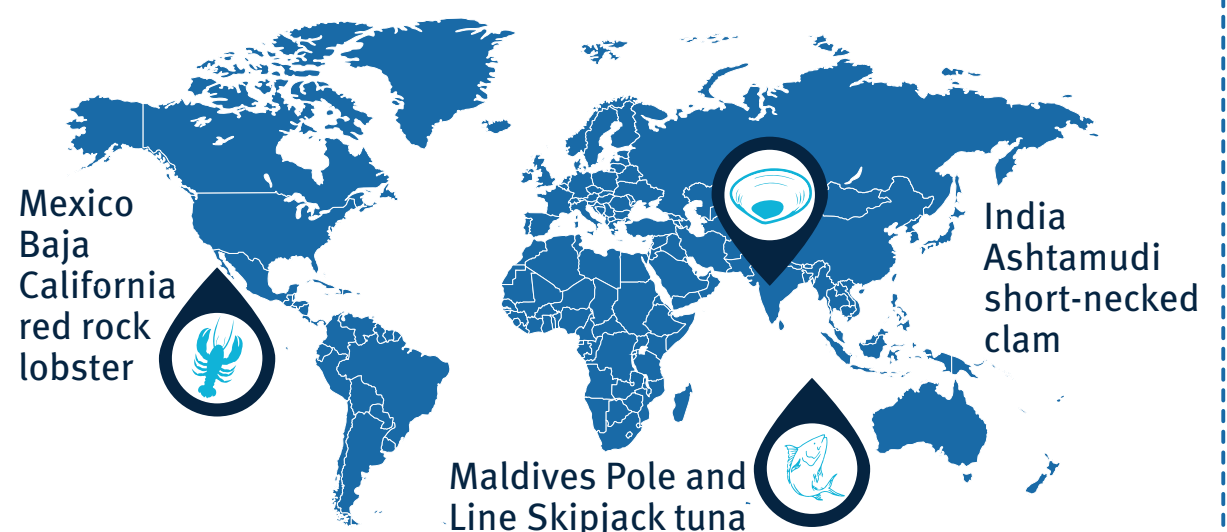 Mexico
Baja
California
red rock
lobster
India
Ashtamudi
short-necked
clam
Maldives Pole and
Line Skipjack tuna